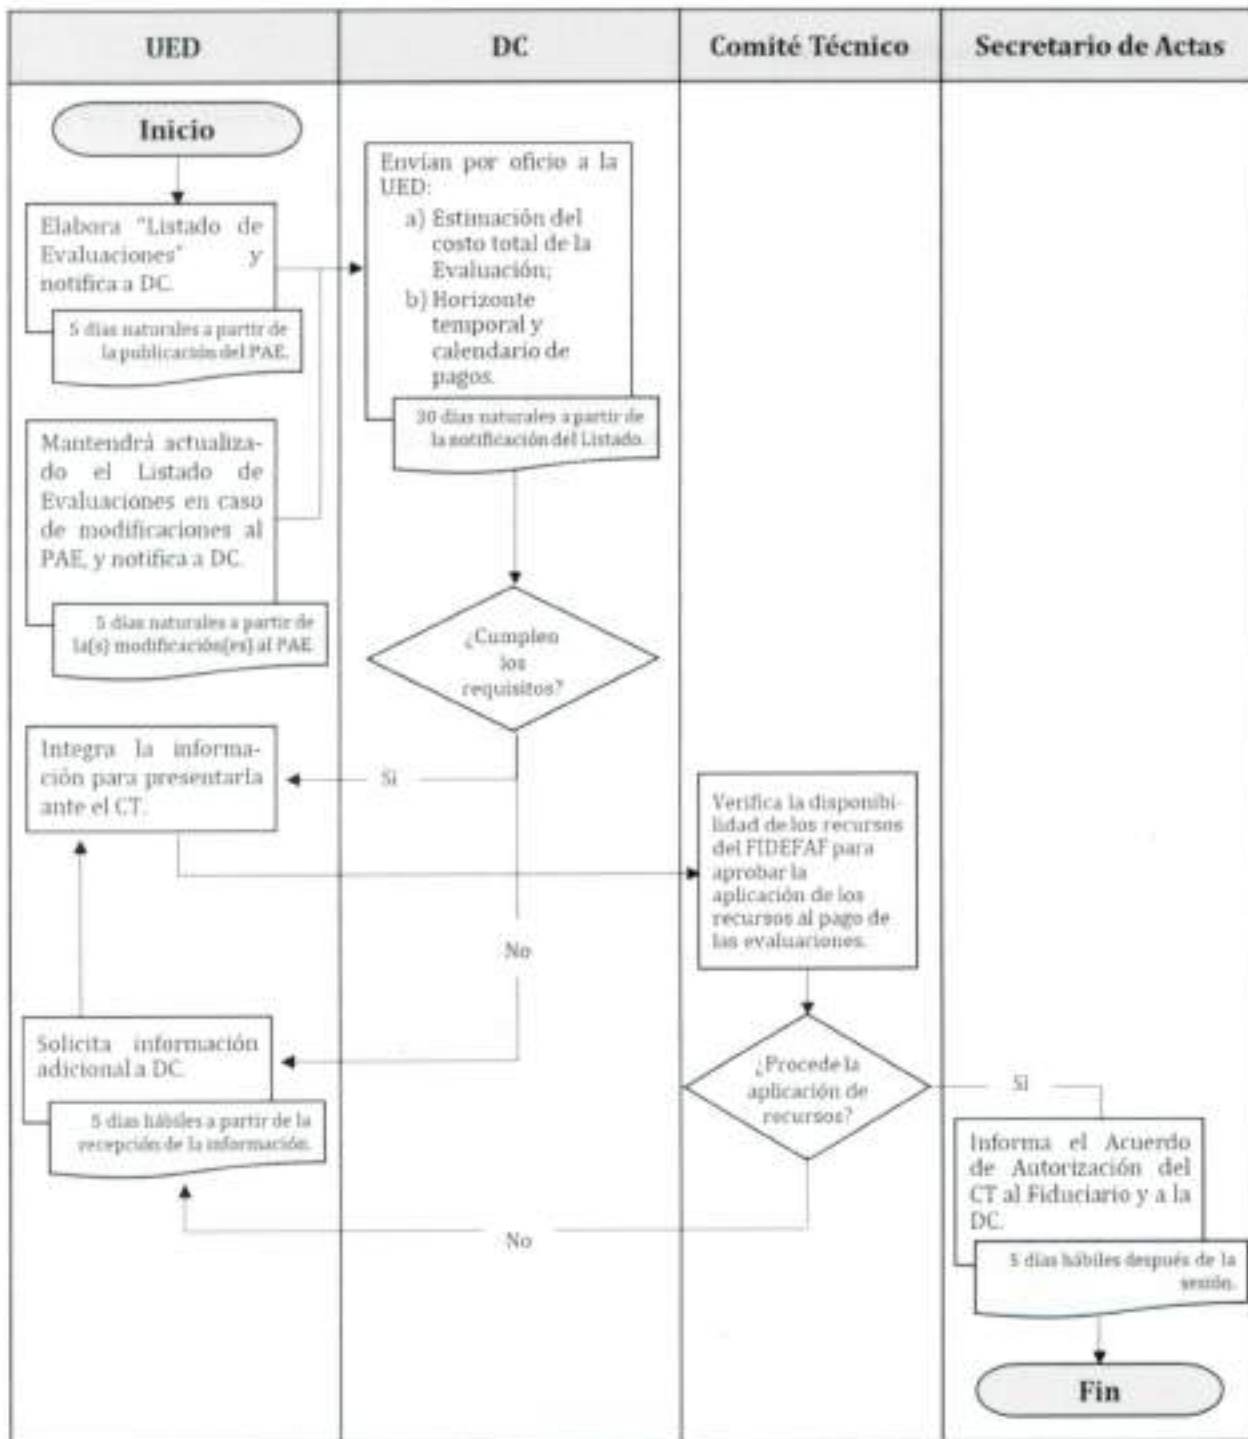 UED
DC
Comité Técnico
Secretario de Actas
Inicio
Elabora "Listado de
Evaluaciones" y
notifica a DC.
5 días naturales a partir de
la publicación del PAE.
Mantendrá actualiza-
do el Listado de
Evaluaciones en caso
de modificaciones al
PAE, y notifica a DC.
5 días naturales a partir de
la(s) modificación(es) al PAE
Envían por oficio a la
UED:
a) Estimación del
costo total de la
Evaluación;
b) Horizonte
temporal y
calendario de
pagos.
30 días naturales a partir de
la notificación del Listado.
¿Cumplen
los
requisitos?
Si
No
Integra la informa-
ción para presentarla
ante el CT.
Solicita información
adicional a DC.
5 días hábiles a partir de la
recepción de la información.
Verifica la disponibi-
lidad de los recursos
del FIDEFAF para
aprobar la
aplicación de los
recursos al pago de
las evaluaciones.
¿Procede la
aplicación de
recursos?
Si
No
Informa el Acuerdo
de Autorización del
CT al Fiduciario y a la
DC.
5 días hábiles después de la
sesión.
Fin